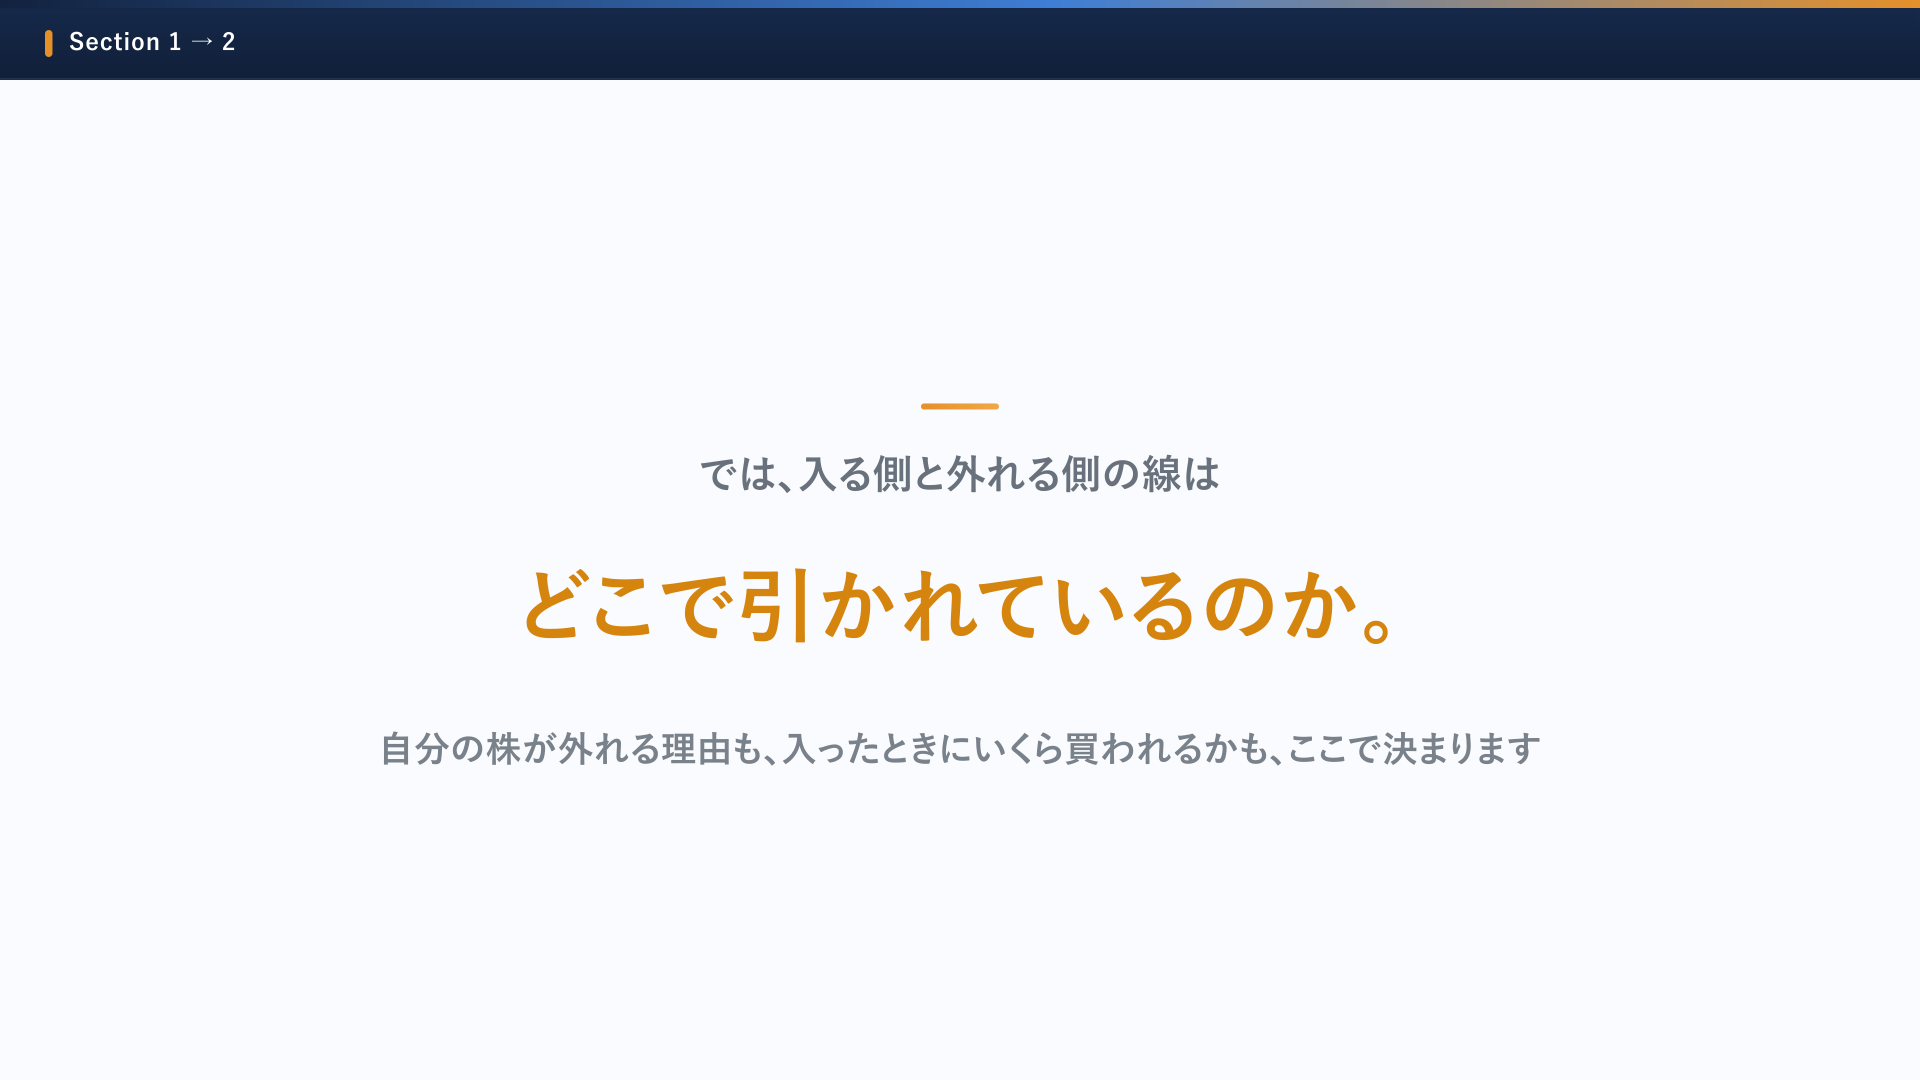 Section 1 → 2
では、入る側と外れる側の線は
どこで引かれているのか。
自分の株が外れる理由も、入ったときにいくら買われるかも、ここで決まります